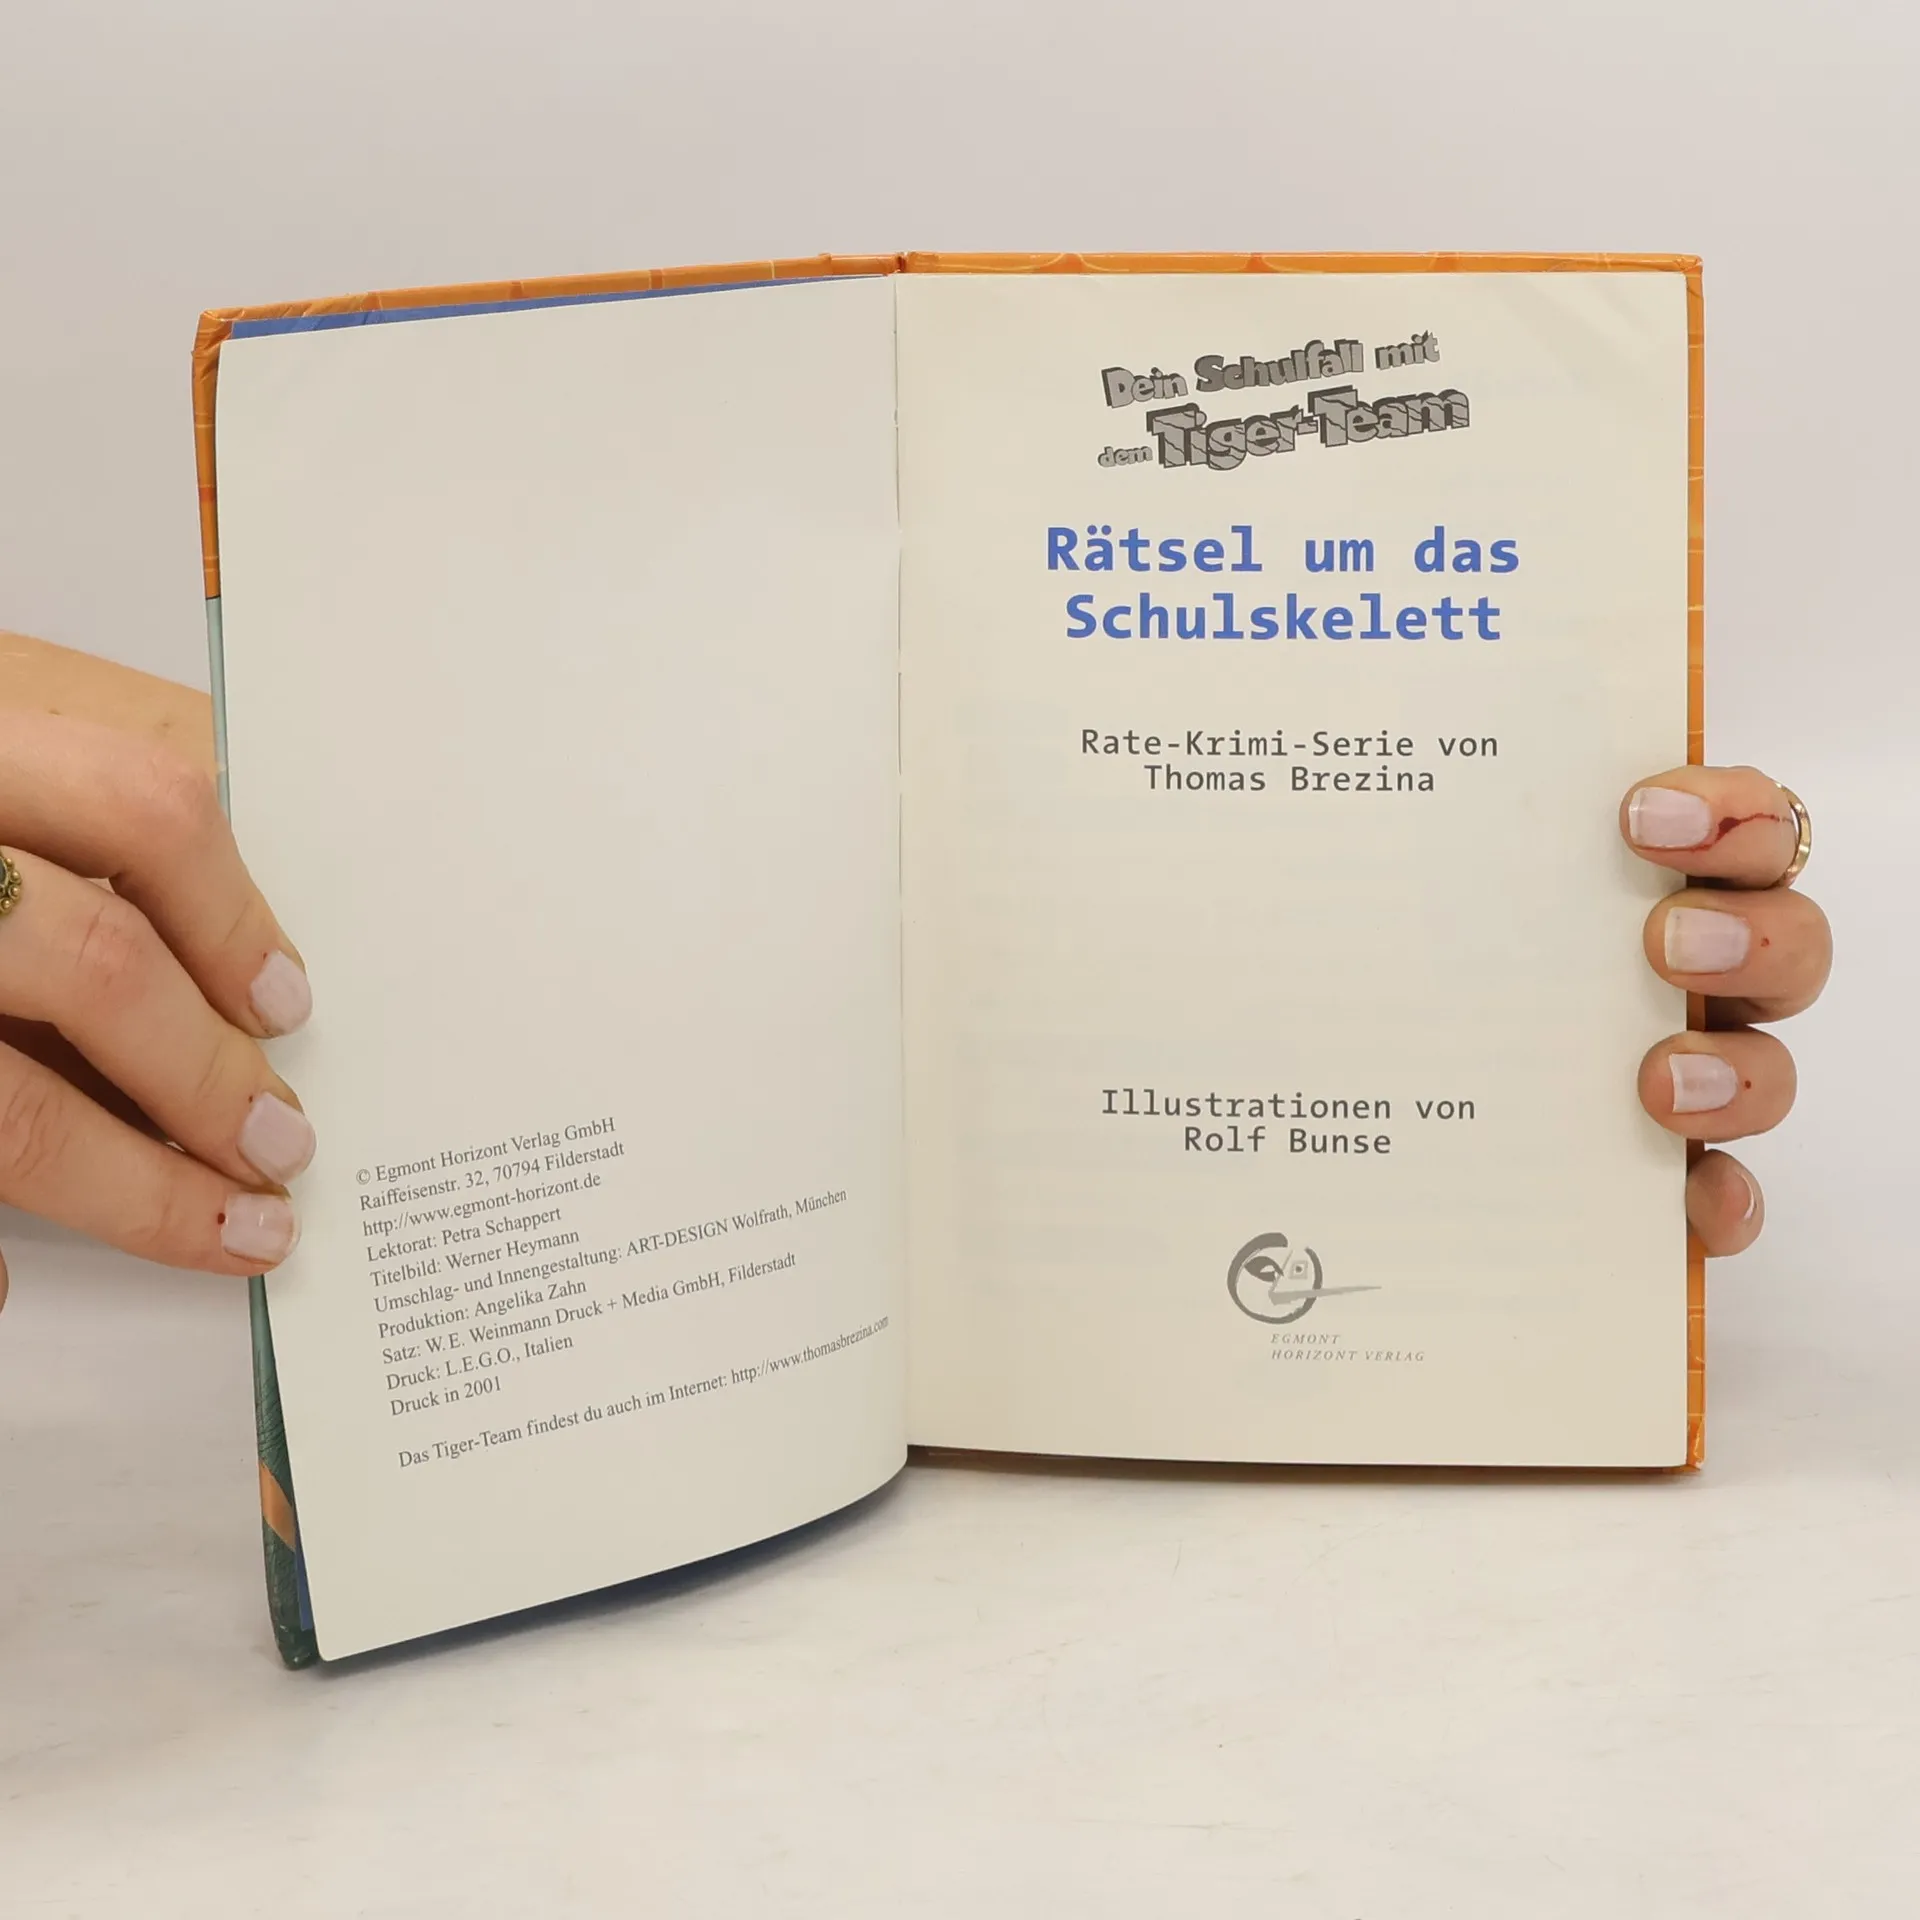 © Egmont Horizont Verlag GmbH
Raiffeisenstr. 32, 70794 Filderstadt
http://www.egmont-horizont.de
Lektorat: Petra Schappert
Titelbild: Werner Heymann
Umschlag- und Innengestaltung: ART-DESIGN Wolfrath, München
Produktion: Angelika Zahn
Satz: W. E. Weinmann Druck + Media GmbH, Filderstadt
Druck: L.E.G.O., Italien
Druck in 2001
Das Tiger-Team findest du auch im Internet: http://www.thomasbrezina.com
Dein Schulfall mit
dem Tiger-Team
Rätsel um das
Schulskelett
Rate-Krimi-Serie von
Thomas Brezina
Illustrationen von
Rolf Bunse
EGMONT
HORIZONT VERLAG